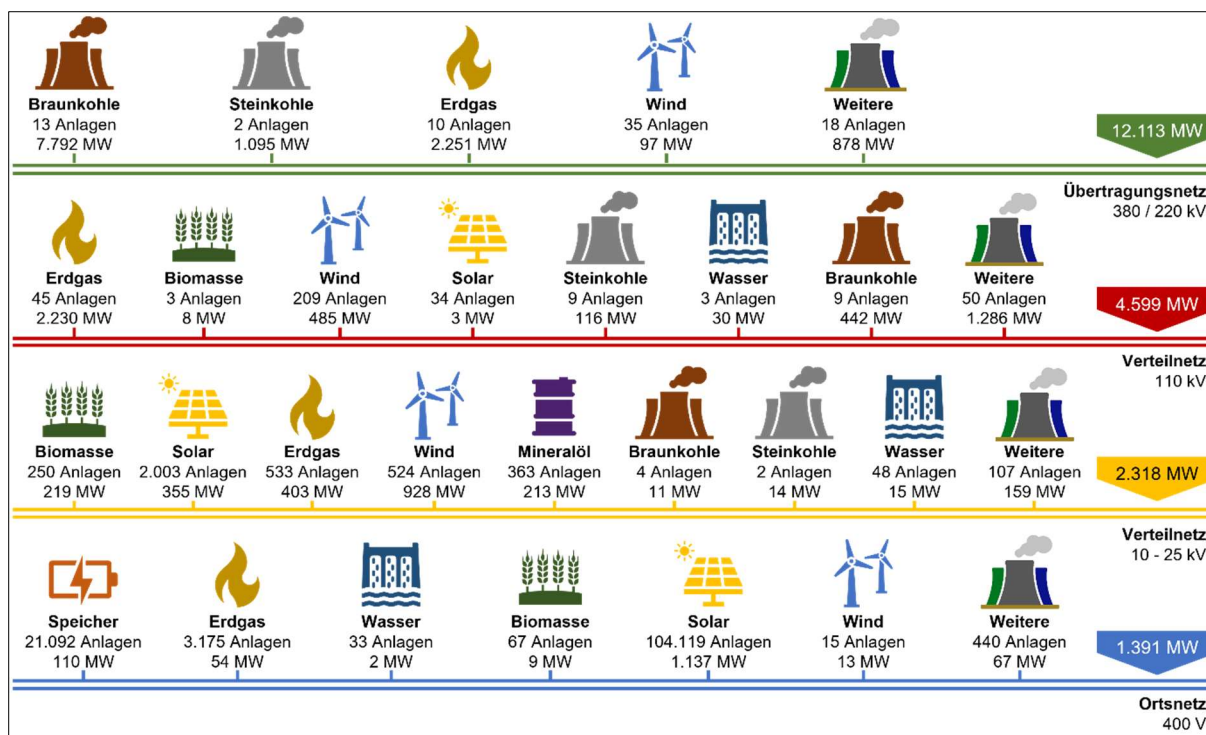 Braunkohle
13 Anlagen
7.792 MW
Steinkohle
2 Anlagen
1.095 MW
Erdgas
10 Anlagen
2.251 MW
Wind
35 Anlagen
97 MW
Weitere
18 Anlagen
878 MW
12.113 MW
Übertragungsnetz
380 / 220 kV
Erdgas
45 Anlagen
2.230 MW
Biomasse
3 Anlagen
8 MW
Wind
209 Anlagen
485 MW
Solar
34 Anlagen
3 MW
Steinkohle
9 Anlagen
116 MW
Wasser
3 Anlagen
30 MW
Braunkohle
9 Anlagen
442 MW
Weitere
50 Anlagen
1.286 MW
4.599 MW
Verteilnetz
110 kV
Biomasse
250 Anlagen
219 MW
Solar
2.003 Anlagen
355 MW
Erdgas
533 Anlagen
403 MW
Wind
524 Anlagen
928 MW
Mineralöl
363 Anlagen
213 MW
Braunkohle
4 Anlagen
11 MW
Steinkohle
2 Anlagen
14 MW
Wasser
48 Anlagen
15 MW
Weitere
107 Anlagen
159 MW
2.318 MW
Verteilnetz
10 - 25 kV
Speicher
21.092 Anlagen
110 MW
Erdgas
3.175 Anlagen
54 MW
Wasser
33 Anlagen
2 MW
Biomasse
67 Anlagen
9 MW
Solar
104.119 Anlagen
1.137 MW
Wind
15 Anlagen
13 MW
Weitere
440 Anlagen
67 MW
1.391 MW
Ortsnetz
400 V